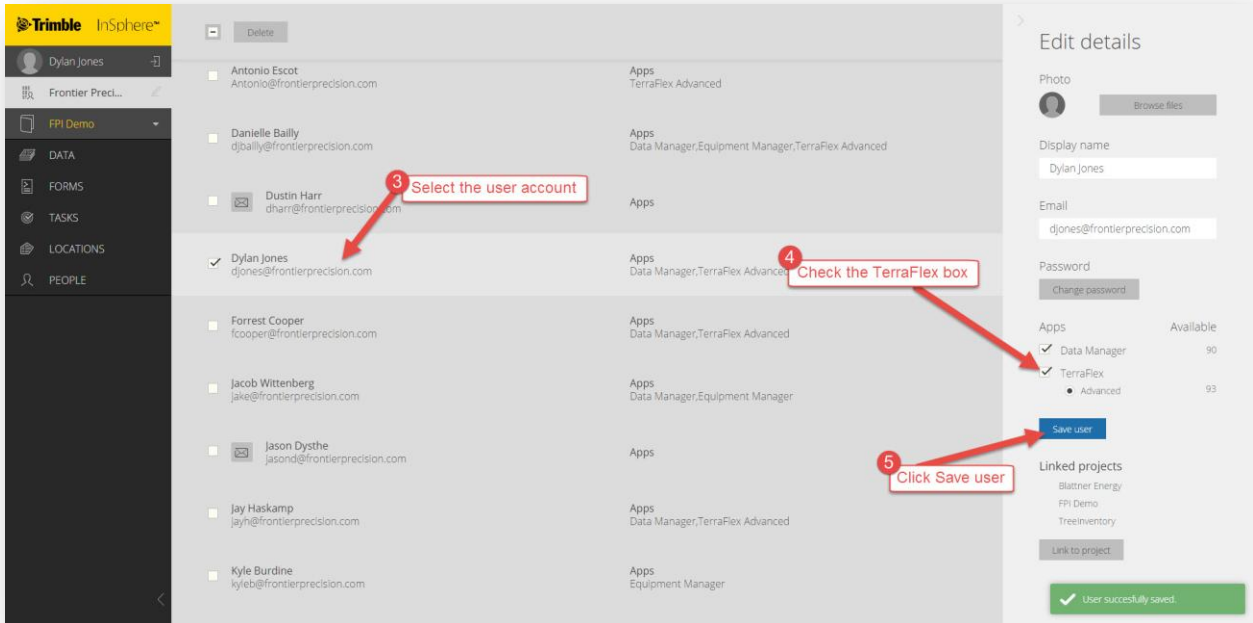 Trimble InSphere™
Dylan Jones
Frontier Preci...
FPI Demo
DATA
FORMS
TASKS
LOCATIONS
PEOPLE
Delete
Antonio Escot
Antonio@frontierprecision.com
Apps
TerraFlex Advanced
Danielle Bailly
djbailly@frontierprecision.com
Apps
Data Manager,Equipment Manager,TerraFlex Advanced
Dustin Harr
dharr@frontierprecision.com
Apps
3 Select the user account
Dylan Jones
djones@frontierprecision.com
Apps
Data Manager,TerraFlex Advanced
4 Check the TerraFlex box
Forrest Cooper
fcooper@frontierprecision.com
Apps
Data Manager,TerraFlex Advanced
Jacob Wittenberg
jake@frontierprecision.com
Apps
Data Manager,Equipment Manager
Jason Dysthe
jasond@frontierprecision.com
Apps
5 Click Save user
Jay Haskamp
jayh@frontierprecision.com
Apps
Data Manager,TerraFlex Advanced
Kyle Burdine
kyleb@frontierprecision.com
Apps
Equipment Manager
Edit details
Photo
Browse files
Display name
Dylan Jones
Email
djones@frontierprecision.com
Password
Change password
Apps Available
Data Manager 90
TerraFlex
Advanced 93
Save user
Linked projects
Blattner Energy
FPI Demo
TreeInventory
Link to project
User succesfully saved.